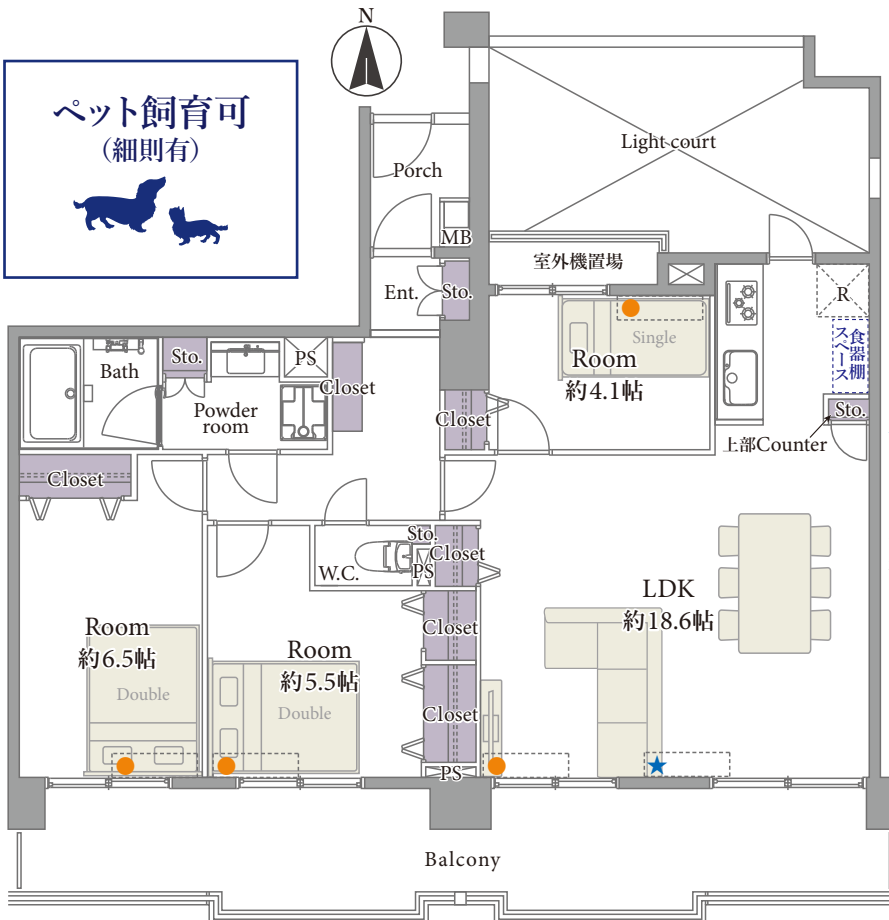 N
ペット飼育可
(細則有)
Light court
Porch
MB
室外機置場
Ent.
Sto.
R
Single
Room
約4.1帖
食器棚
スペース
Bath
Sto.
PS
Closet
Powder
room
Closet
Sto.
上部Counter
Closet
Sto.
Closet
W.C.
PS
LDK
約18.6帖
Room
約6.5帖
Closet
Room
約5.5帖
Double
Double
Closet
PS
Balcony